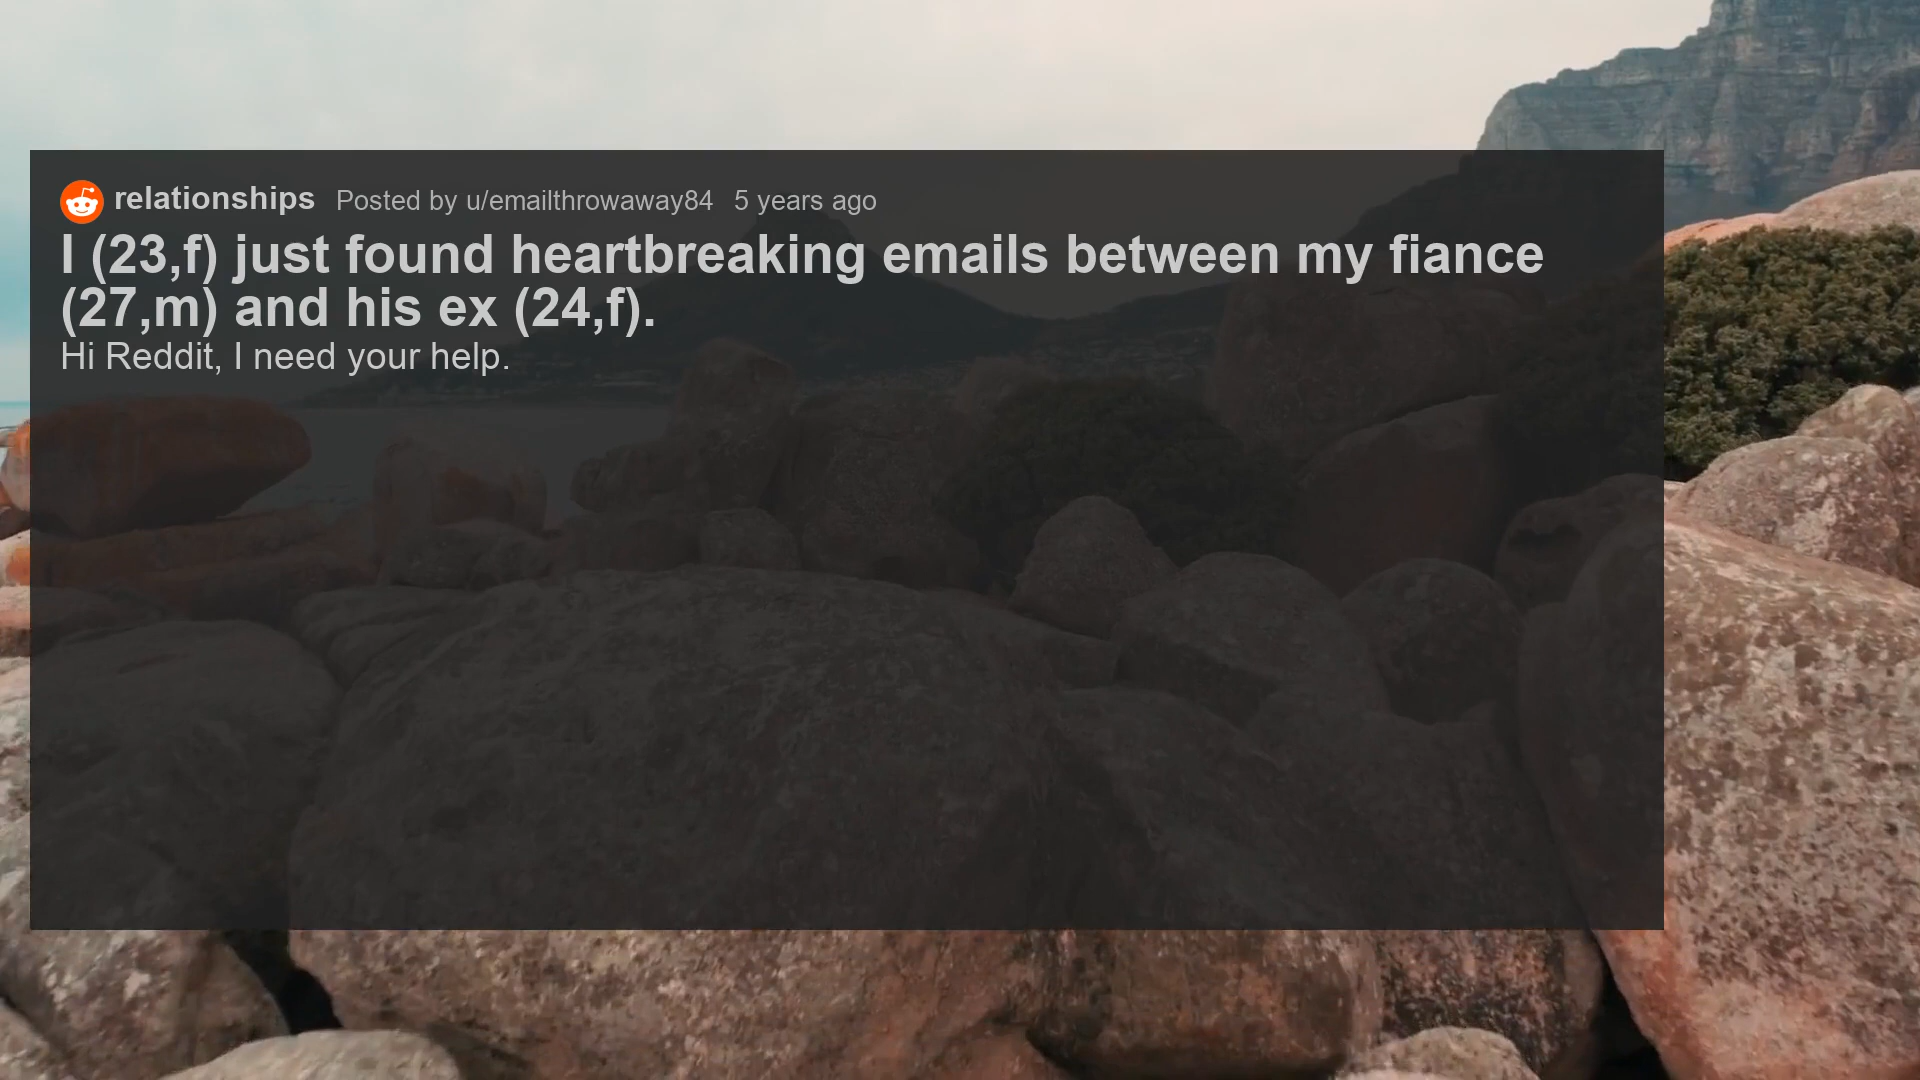 relationships Posted by u/emailthrowaway84 5 years ago
I (23,f) just found heartbreaking emails between my fiance
(27,m) and his ex (24,f).
Hi Reddit, I need your help.